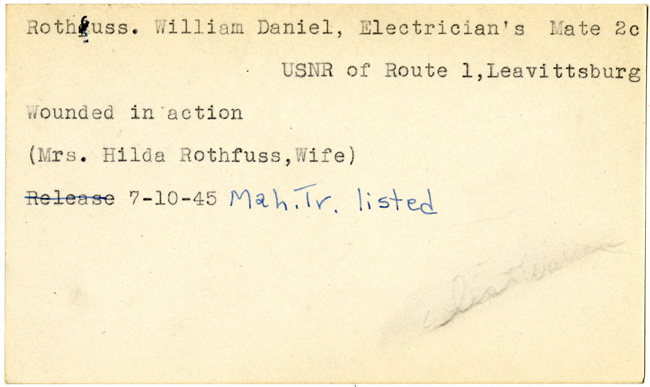 Rothfuss. William Daniel, Electrician's Mate 2c
USNR of Route 1,Leavittsburg
Wounded in action
(Mrs. Hilda Rothfuss,Wife)
Release 7-10-45 Mah.Tr. listed